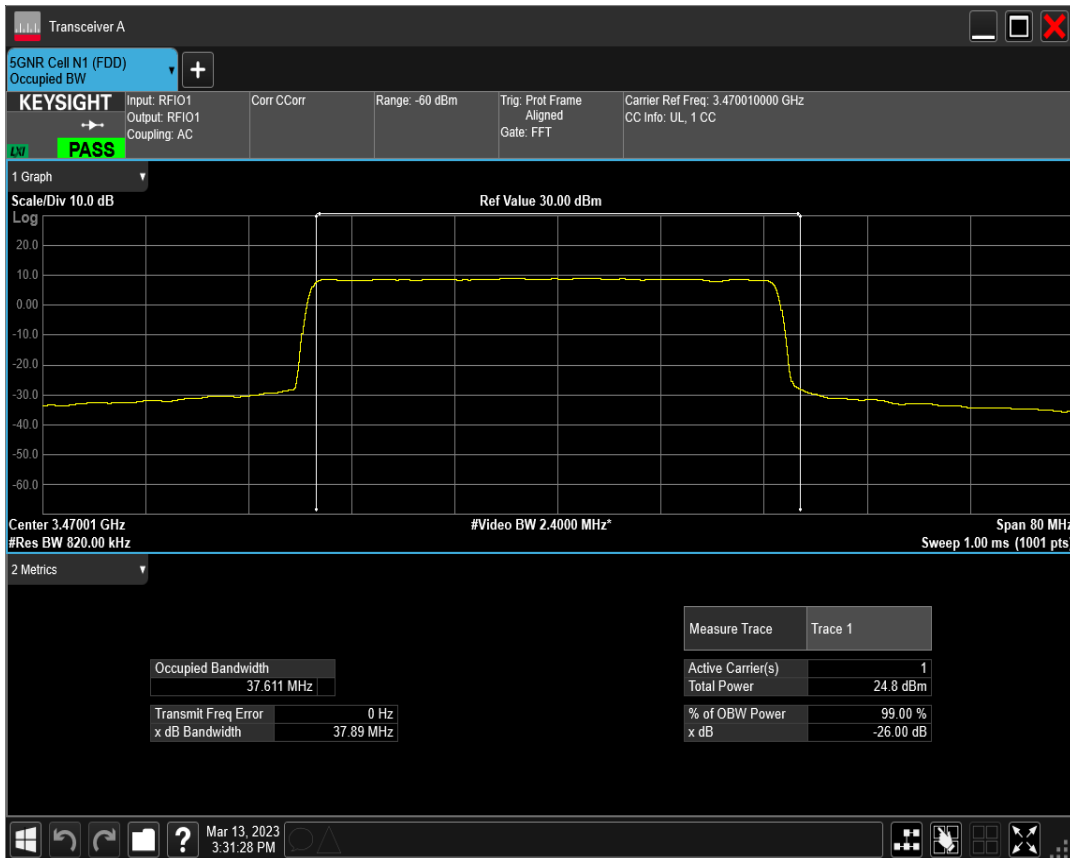 Transceiver A
5GNR Cell N1 (FDD)
Occupied BW
KEYSIGHT
LXI
PASS
Input: RFIO1
Output: RFIO1
Coupling: AC
Corr CCorr
Range: -60 dBm
Trig: Prot Frame
Aligned
Gate: FFT
Carrier Ref Freq: 3.470010000 GHz
CC Info: UL, 1 CC
1 Graph
Scale/Div 10.0 dB
Ref Value 30.00 dBm
Log
20.0
10.0
0.00
-10.0
-20.0
-30.0
-40.0
-50.0
-60.0
Center 3.47001 GHz
#Video BW 2.4000 MHz*
Span 80 MHz
#Res BW 820.00 kHz
Sweep 1.00 ms (1001 pts)
2 Metrics
Measure Trace Trace 1
Occupied Bandwidth
37.611 MHz
Active Carrier(s) 1
Total Power 24.8 dBm
Transmit Freq Error 0 Hz
x dB Bandwidth 37.89 MHz
% of OBW Power 99.00 %
x dB -26.00 dB
?
Mar 13, 2023
3:31:28 PM